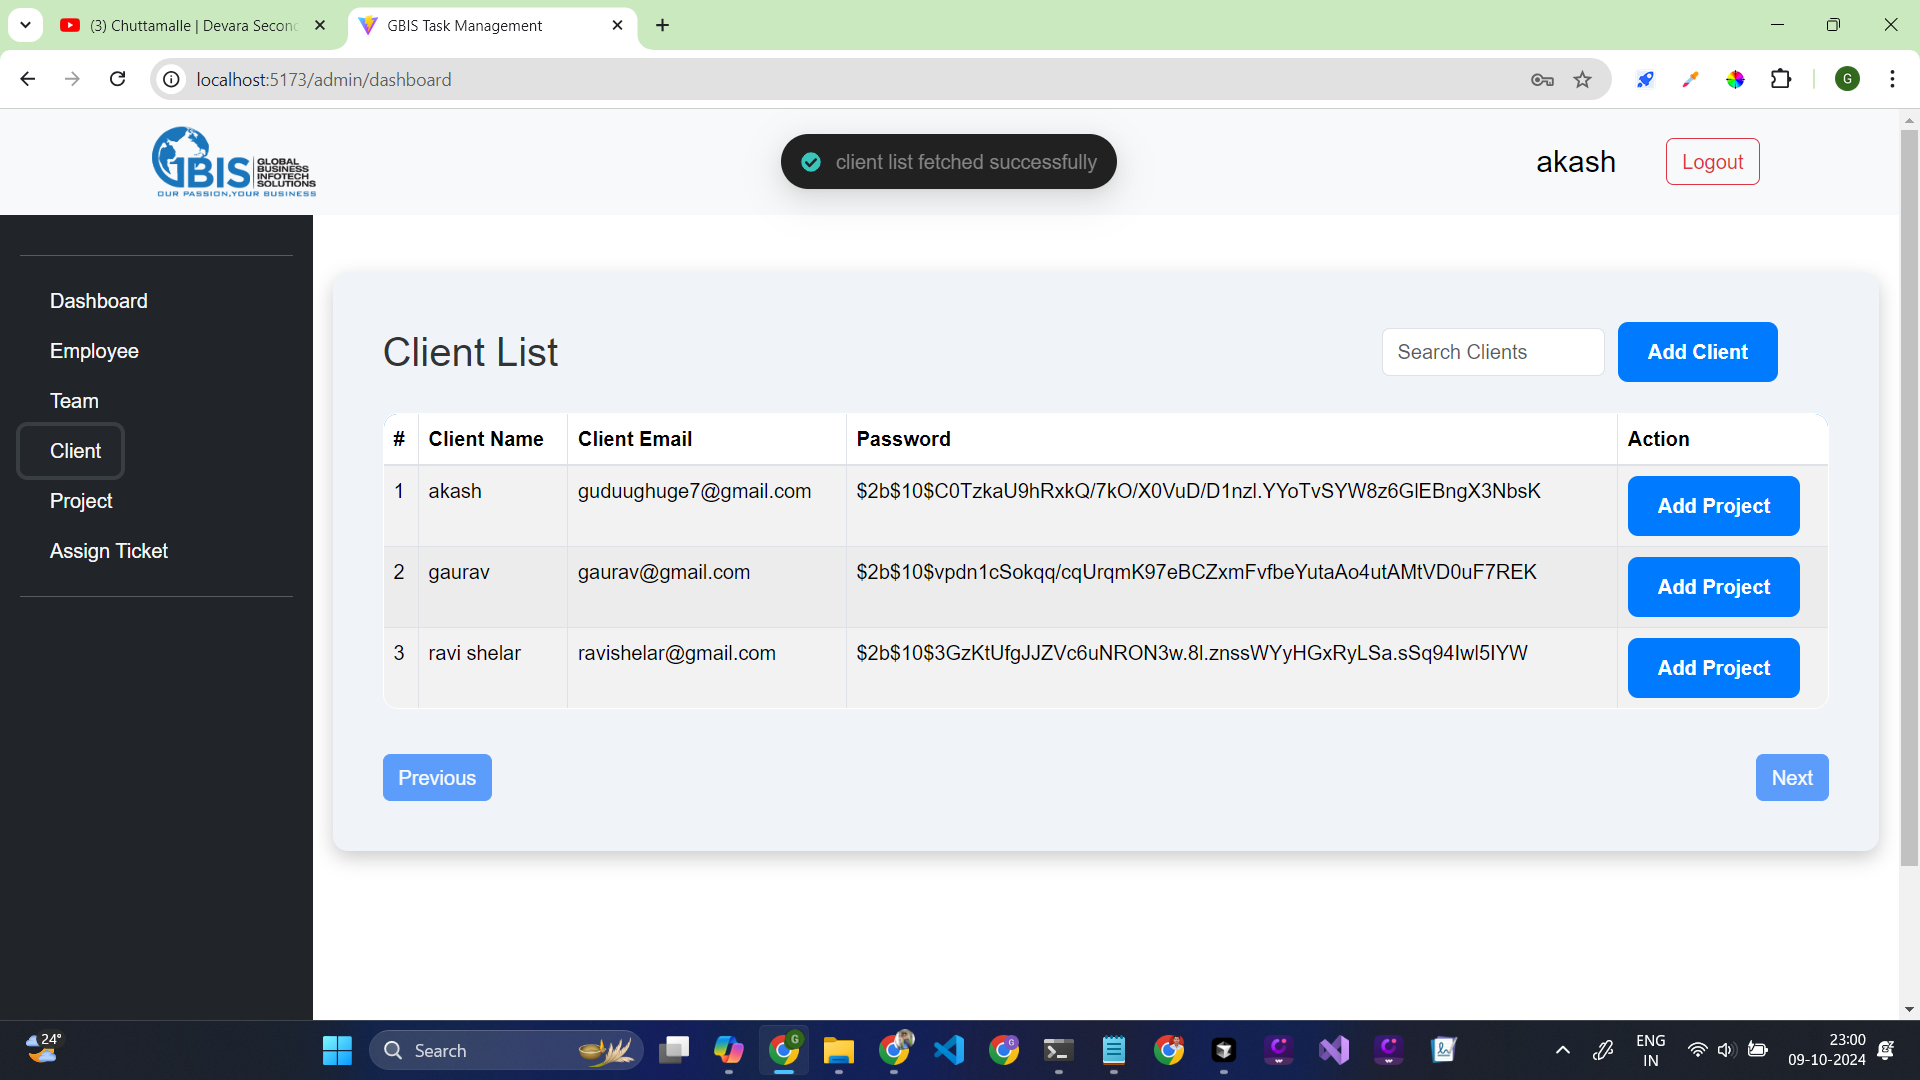 (3) Chuttamalle | Devara Secon
GBIS Task Management
localhost:5173/admin/dashboard
G
GBIS GLOBAL BUSINESS INFOTECH SOLUTIONS
OUR PASSION,YOUR BUSINESS
client list fetched successfully
akash
Logout
Dashboard
Employee
Team
Client
Project
Assign Ticket
Client List
Search Clients
Add Client
# Client Name Client Email Password Action
1 akash guduughuge7@gmail.com $2b$10$C0TzkaU9hRxkQ/7kO/X0VuD/D1nzl.YYoTvSYW8z6GlEBngX3NbsK Add Project
2 gaurav gaurav@gmail.com $2b$10$vpdn1cSokqq/cqUrqmK97eBCZxmFvfbeYutaAo4utAMtVD0uF7REK Add Project
3 ravi shelar ravishelar@gmail.com $2b$10$3GzKtUfgJJZVc6uNRON3w.8l.znssWYyHGxRyLSa.sSq94Iwl5IYW Add Project
Previous
Next
24°
Search
ENG
IN
23:00
09-10-2024